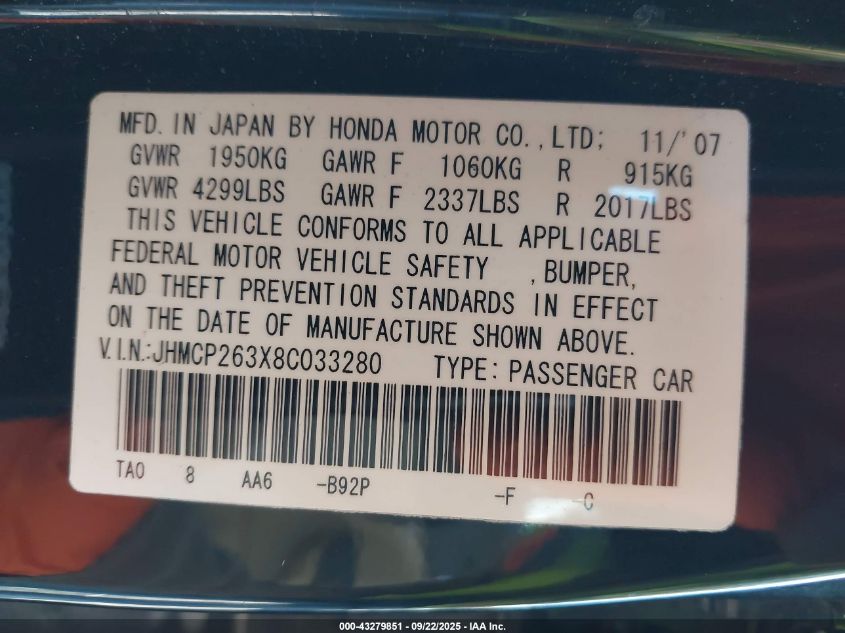 MFD. IN JAPAN BY HONDA MOTOR CO., LTD; 11/'07
GVWR 1950KG GAWR F 1060KG R 915KG
GVWR 4299LBS GAWR F 2337LBS R 2017LBS
THIS VEHICLE CONFORMS TO ALL APPLICABLE
FEDERAL MOTOR VEHICLE SAFETY , BUMPER,
AND THEFT PREVENTION STANDARDS IN EFFECT
ON THE DATE OF MANUFACTURE SHOWN ABOVE.
V.I.N.:JHMCP263X8C033280 TYPE: PASSENGER CAR
TA0 8 AA6 -B92P -F -C
000-43279851 - 09/22/2025 - IAA Inc.